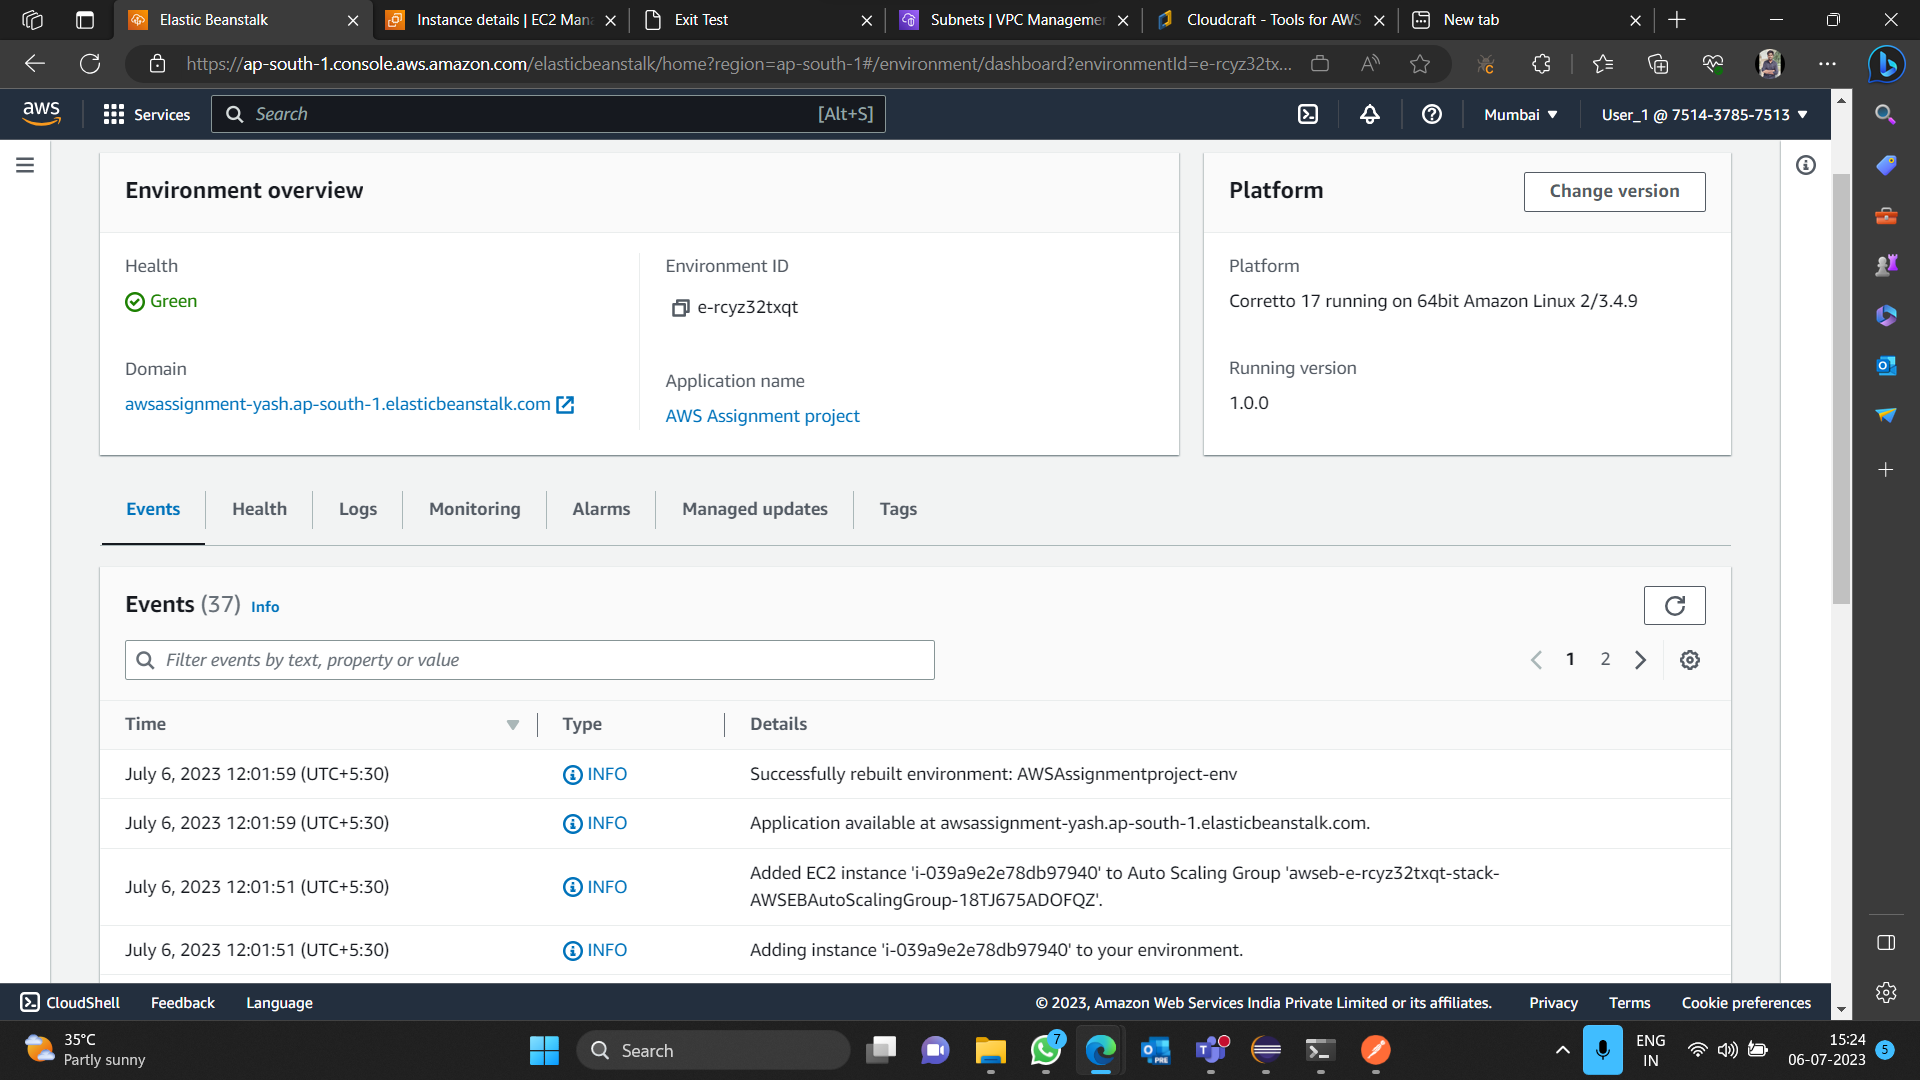 Elastic Beanstalk
Instance details | EC2 Mana
Exit Test
Subnets | VPC Managemen
Cloudcraft - Tools for AWS
New tab
https://ap-south-1.console.aws.amazon.com/elasticbeanstalk/home?region=ap-south-1#/environment/dashboard?environmentId=e-rcyz32tx...
aws
Services
Search
[Alt+S]
Mumbai
User_1 @ 7514-3785-7513
Environment overview
Health
Green
Domain
awsassignment-yash.ap-south-1.elasticbeanstalk.com
Environment ID
e-rcyz32txqt
Application name
AWS Assignment project
Platform
Change version
Platform
Corretto 17 running on 64bit Amazon Linux 2/3.4.9
Running version
1.0.0
Events
Health
Logs
Monitoring
Alarms
Managed updates
Tags
Events (37) Info
Filter events by text, property or value
1
2
Time
Type
Details
July 6, 2023 12:01:59 (UTC+5:30)
INFO
Successfully rebuilt environment: AWSAssignmentproject-env
July 6, 2023 12:01:59 (UTC+5:30)
INFO
Application available at awsassignment-yash.ap-south-1.elasticbeanstalk.com.
July 6, 2023 12:01:51 (UTC+5:30)
INFO
Added EC2 instance 'i-039a9e2e78db97940' to Auto Scaling Group 'awseb-e-rcyz32txqt-stack-
AWSEBAutoScalingGroup-18TJ675ADOFQZ'.
July 6, 2023 12:01:51 (UTC+5:30)
INFO
Adding instance 'i-039a9e2e78db97940' to your environment.
CloudShell
Feedback
Language
© 2023, Amazon Web Services India Private Limited or its affiliates.
Privacy
Terms
Cookie preferences
35°C
Partly sunny
Search
7
PRE
ENG
IN
15:24
06-07-2023
5